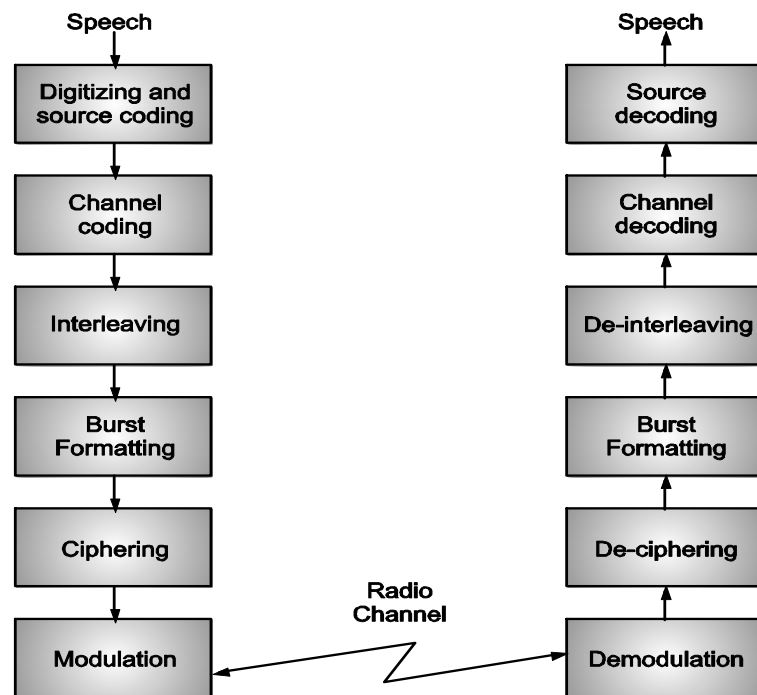 Speech
Digitizing and
source coding
Channel
coding
Interleaving
Burst
Formatting
Ciphering
Modulation
Radio
Channel
Speech
Source
decoding
Channel
decoding
De-interleaving
Burst
Formatting
De-ciphering
Demodulation